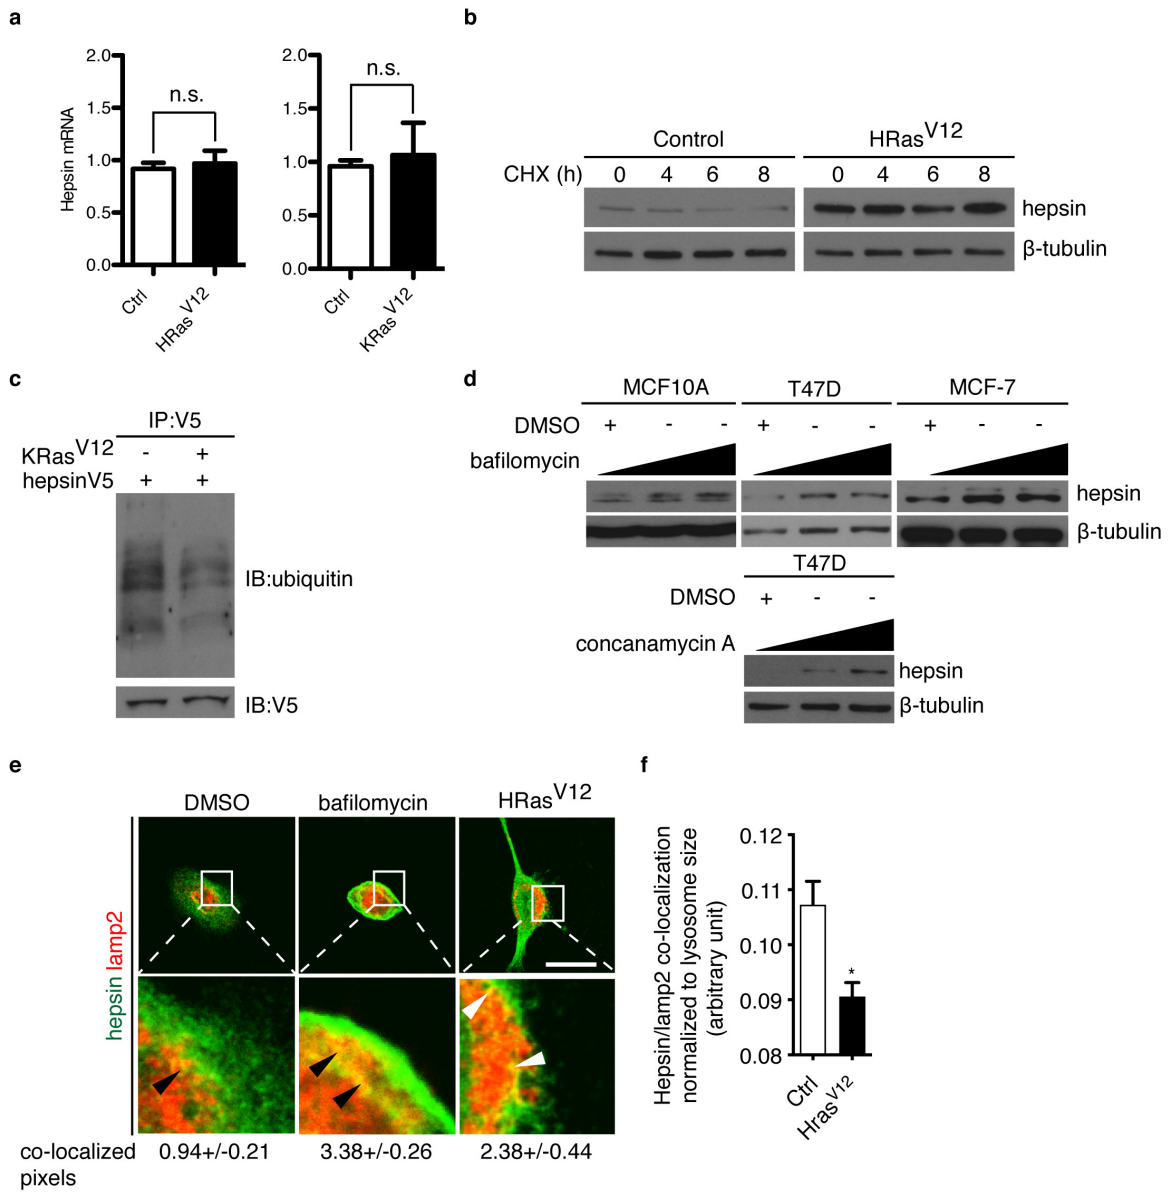 a
2.0
1.5
1.0
0.5
0.0
Hepsin mRNA
n.s.
Ctrl
HRasV12
2.0
1.5
1.0
0.5
0.0
n.s.
Ctrl
KRasV12
b
Control HRasV12
CHX (h) 0 4 6 8 0 4 6 8
hepsin
β-tubulin
c
IP:V5
KRasV12 - +
hepsinV5 + +
IB:ubiquitin
IB:V5
d
MCF10A T47D MCF-7
DMSO + - - + - - + - -
bafilomycin
hepsin
β-tubulin
T47D
DMSO + - -
concanamycin A
hepsin
β-tubulin
e
DMSO bafilomycin HRasV12
hepsin lamp2
co-localized 0.94+/-0.21 3.38+/-0.26 2.38+/-0.44
pixels
f
Hepsin/lamp2 co-localization
normalized to lysosome size
(arbitrary unit)
0.12
0.11
0.10
0.09
0.08
*
Ctrl
HrasV12